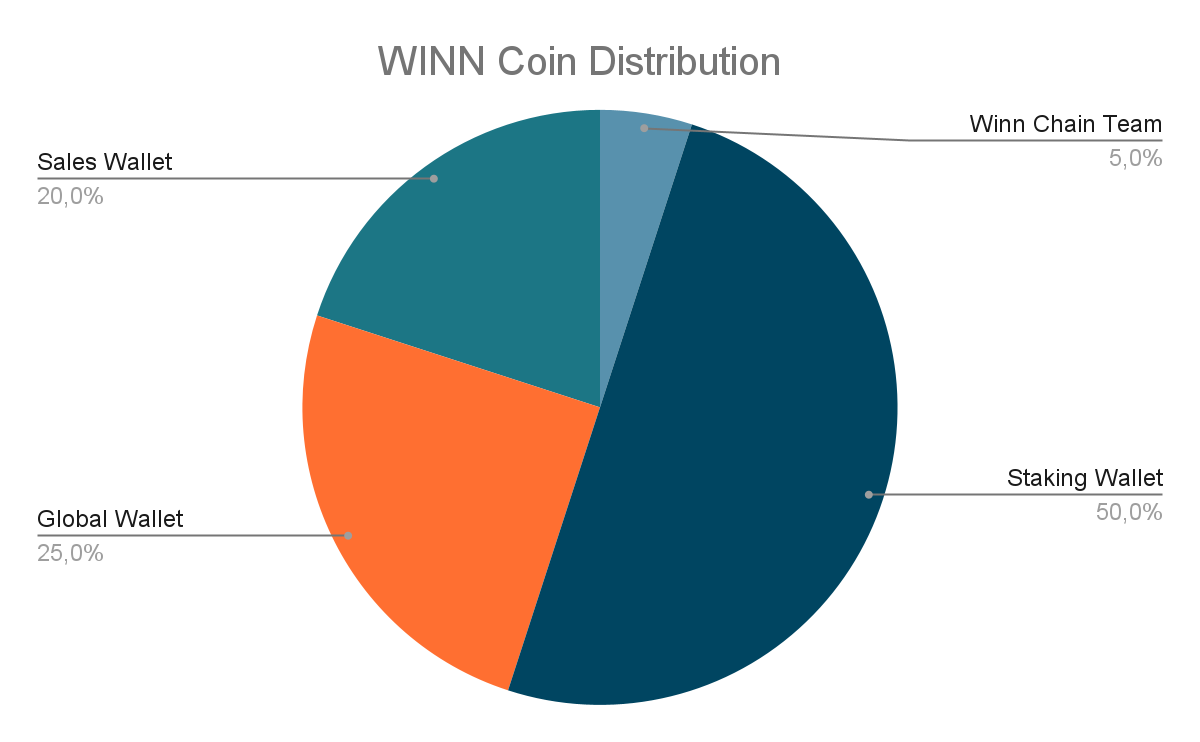 WINN Coin Distribution
Winn Chain Team
5,0%
Sales Wallet
20,0%
Staking Wallet
50,0%
Global Wallet
25,0%